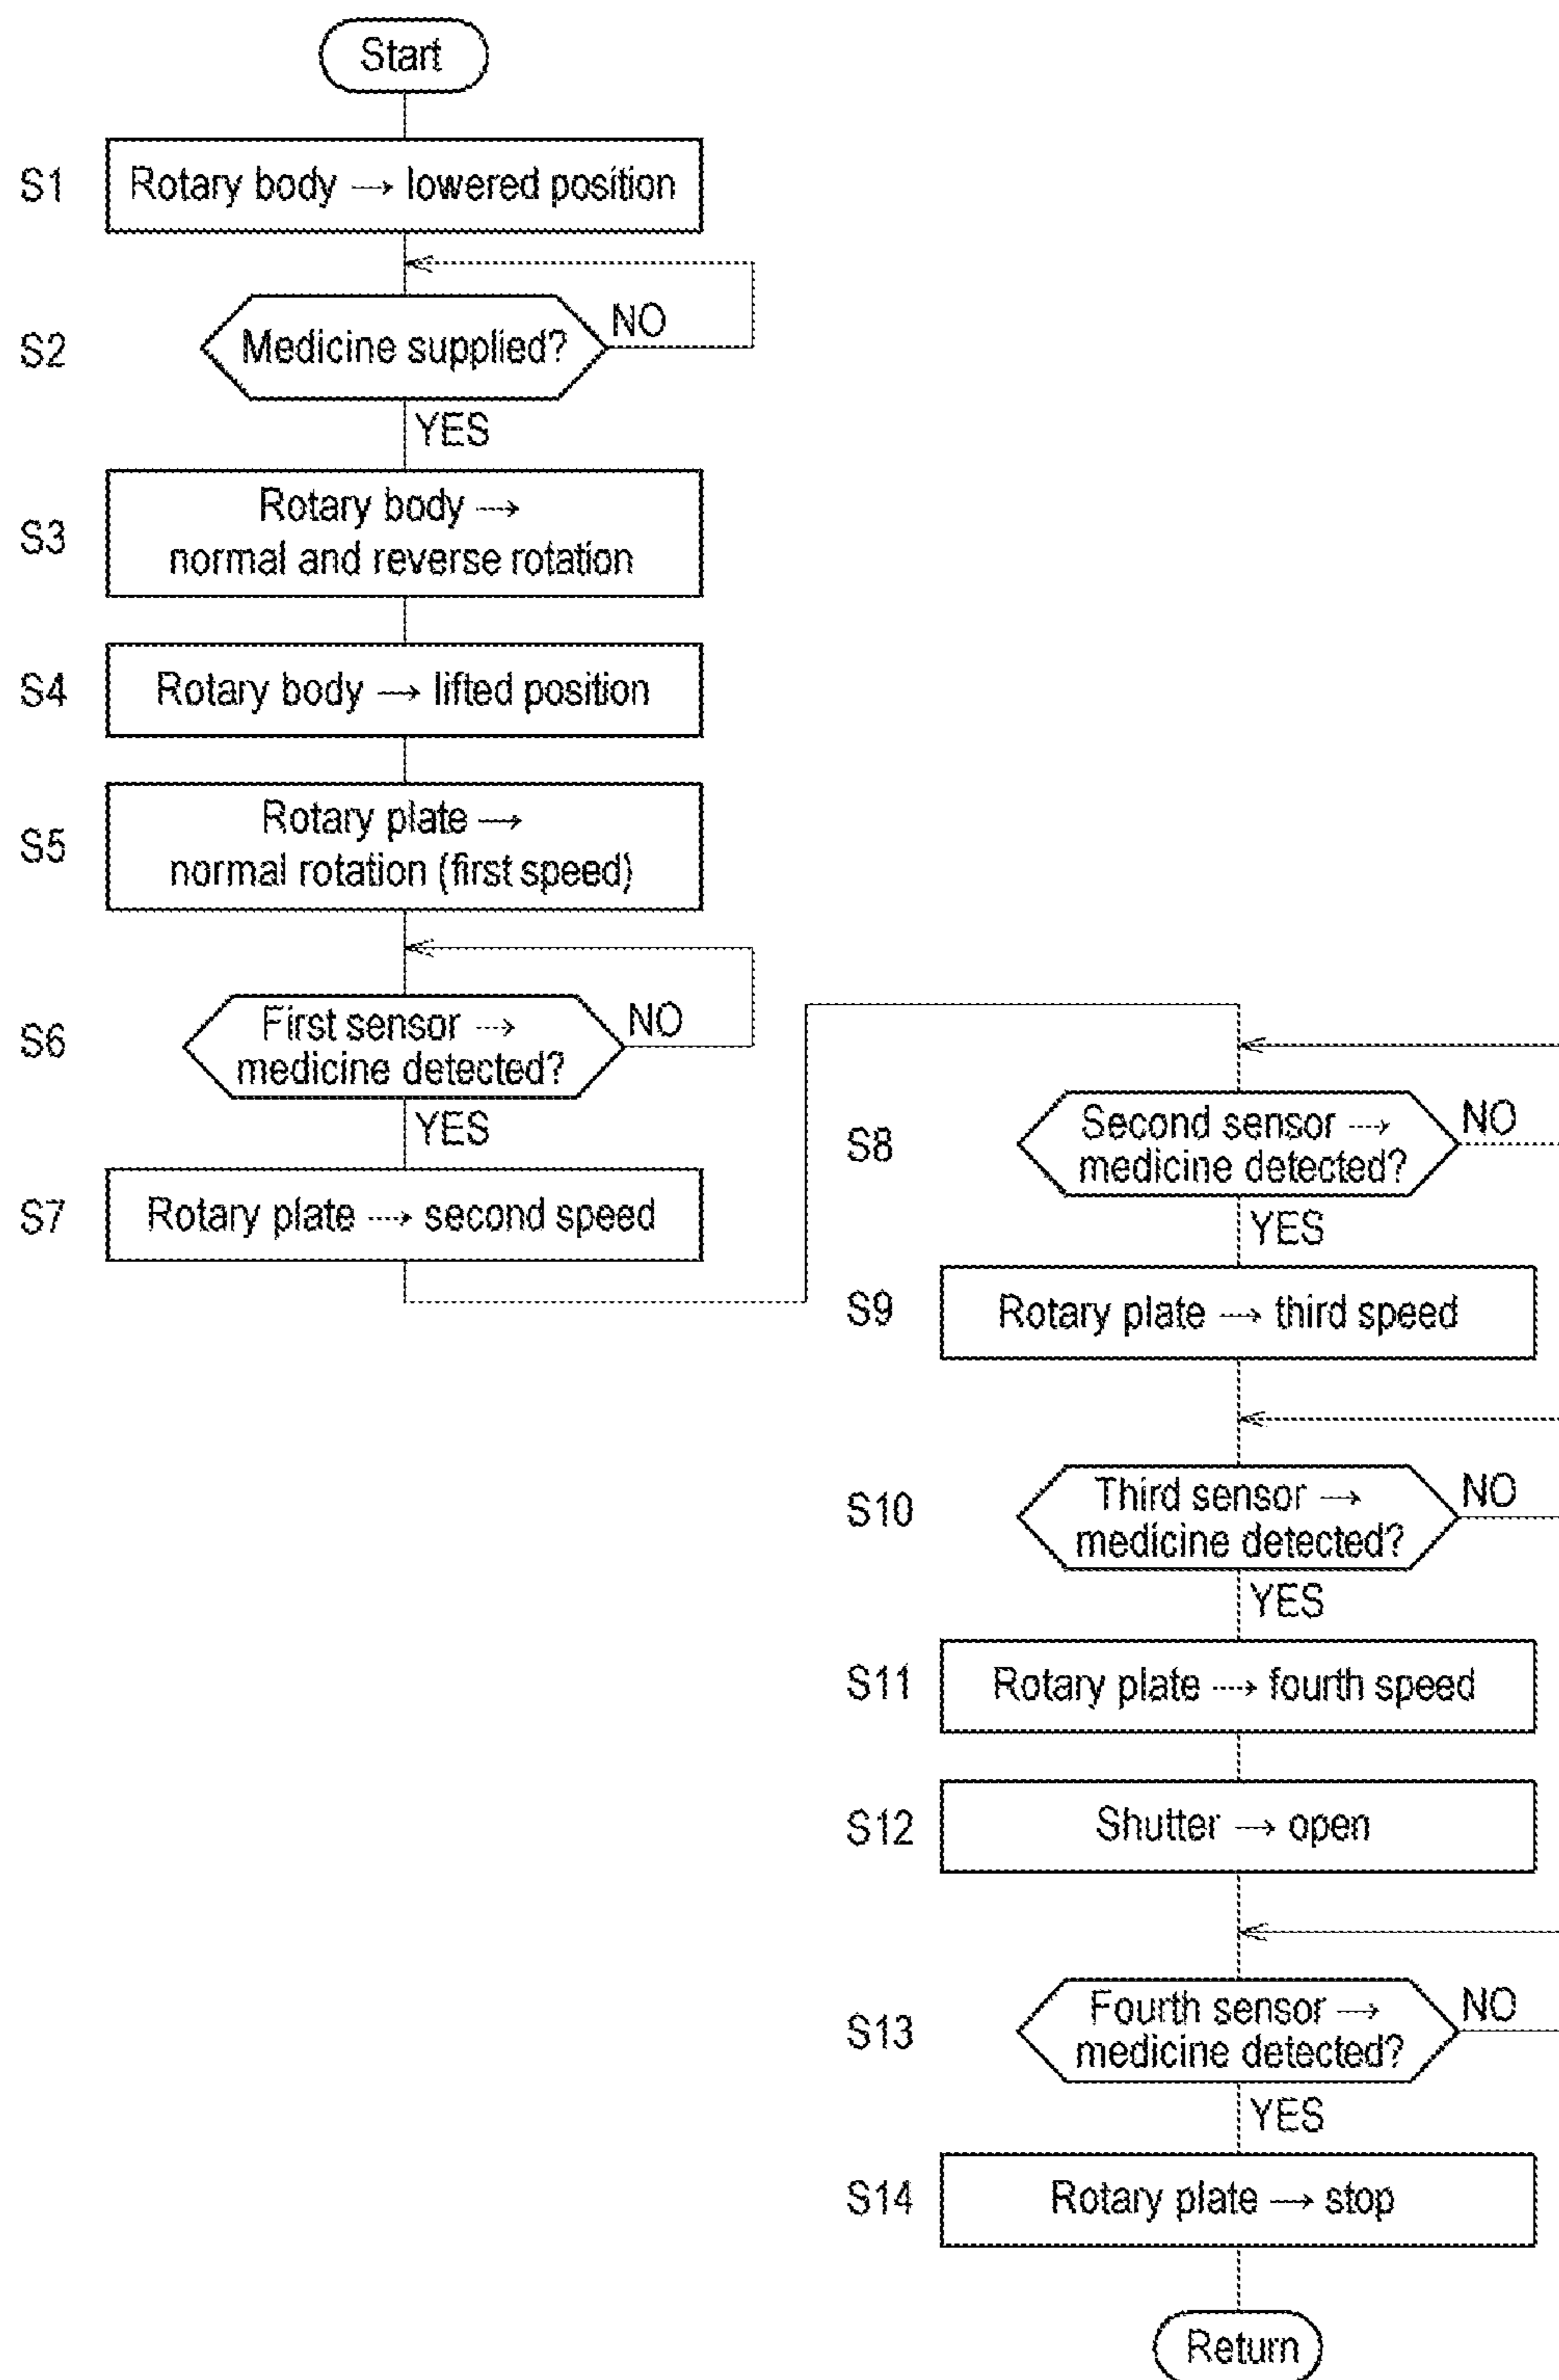 Start
S1
Rotary body → lowered position
S2
Medicine supplied?
NO
YES
S3
Rotary body →
normal and reverse rotation
S4
Rotary body → lifted position
S5
Rotary plate →
normal rotation (first speed)
S6
First sensor →
medicine detected?
NO
YES
S7
Rotary plate → second speed
S8
Second sensor →
medicine detected?
NO
YES
S9
Rotary plate → third speed
S10
Third sensor →
medicine detected?
NO
YES
S11
Rotary plate → fourth speed
S12
Shutter → open
S13
Fourth sensor →
medicine detected?
NO
YES
S14
Rotary plate → stop
Return